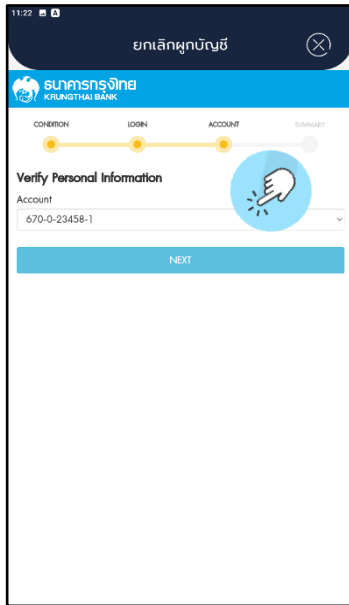 11:22 A
ยกเลิกผูกบัญชี
ธนาคารกรุงไทย
KRUNGTHAI BANK
CONDITION LOGIN ACCOUNT SUMMARY
Verify Personal Information
Account
670-0-23458-1
NEXT